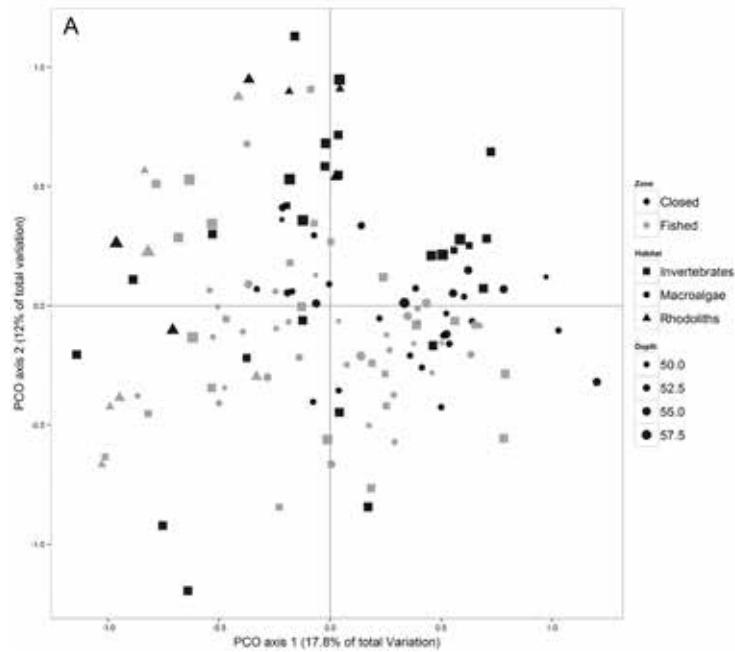 A
1.0
0.5
0.0
-0.5
-1.0
PCO axis 2 (12% of total variation)
-1.0
-0.5
0.0
0.5
1.0
PCO axis 1 (17.8% of total Variation)
Zone
Closed
Fished
Habitat
Invertebrates
Macroalgae
Rhodoliths
Depth
50.0
52.5
55.0
57.5